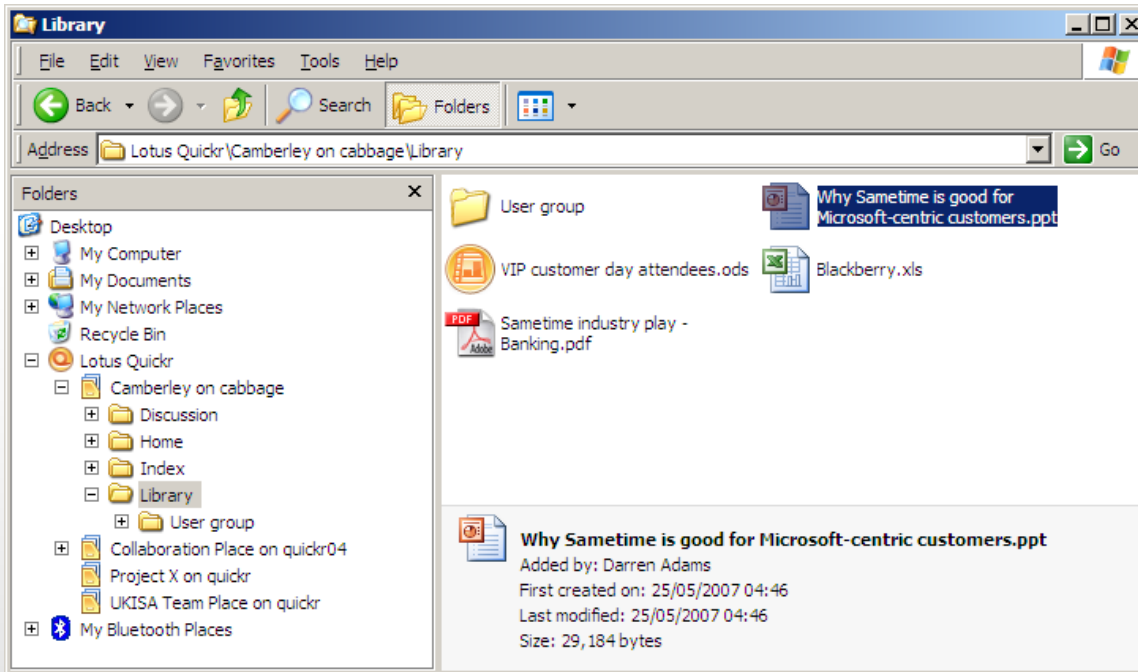 Library
File Edit View Favorites Tools Help
Back Search Folders
Address Lotus Quickr\Camberley on cabbage\Library Go
Folders
Desktop
My Computer
My Documents
My Network Places
Recycle Bin
Lotus Quickr
Camberley on cabbage
Discussion
Home
Index
Library
User group
Collaboration Place on quickr04
Project X on quickr
UKISA Team Place on quickr
My Bluetooth Places
User group
Why Sametime is good for
Microsoft-centric customers.ppt
VIP customer day attendees.ods
Blackberry.xls
PDF
Adobe
Sametime industry play -
Banking.pdf
Why Sametime is good for Microsoft-centric customers.ppt
Added by: Darren Adams
First created on: 25/05/2007 04:46
Last modified: 25/05/2007 04:46
Size: 29,184 bytes